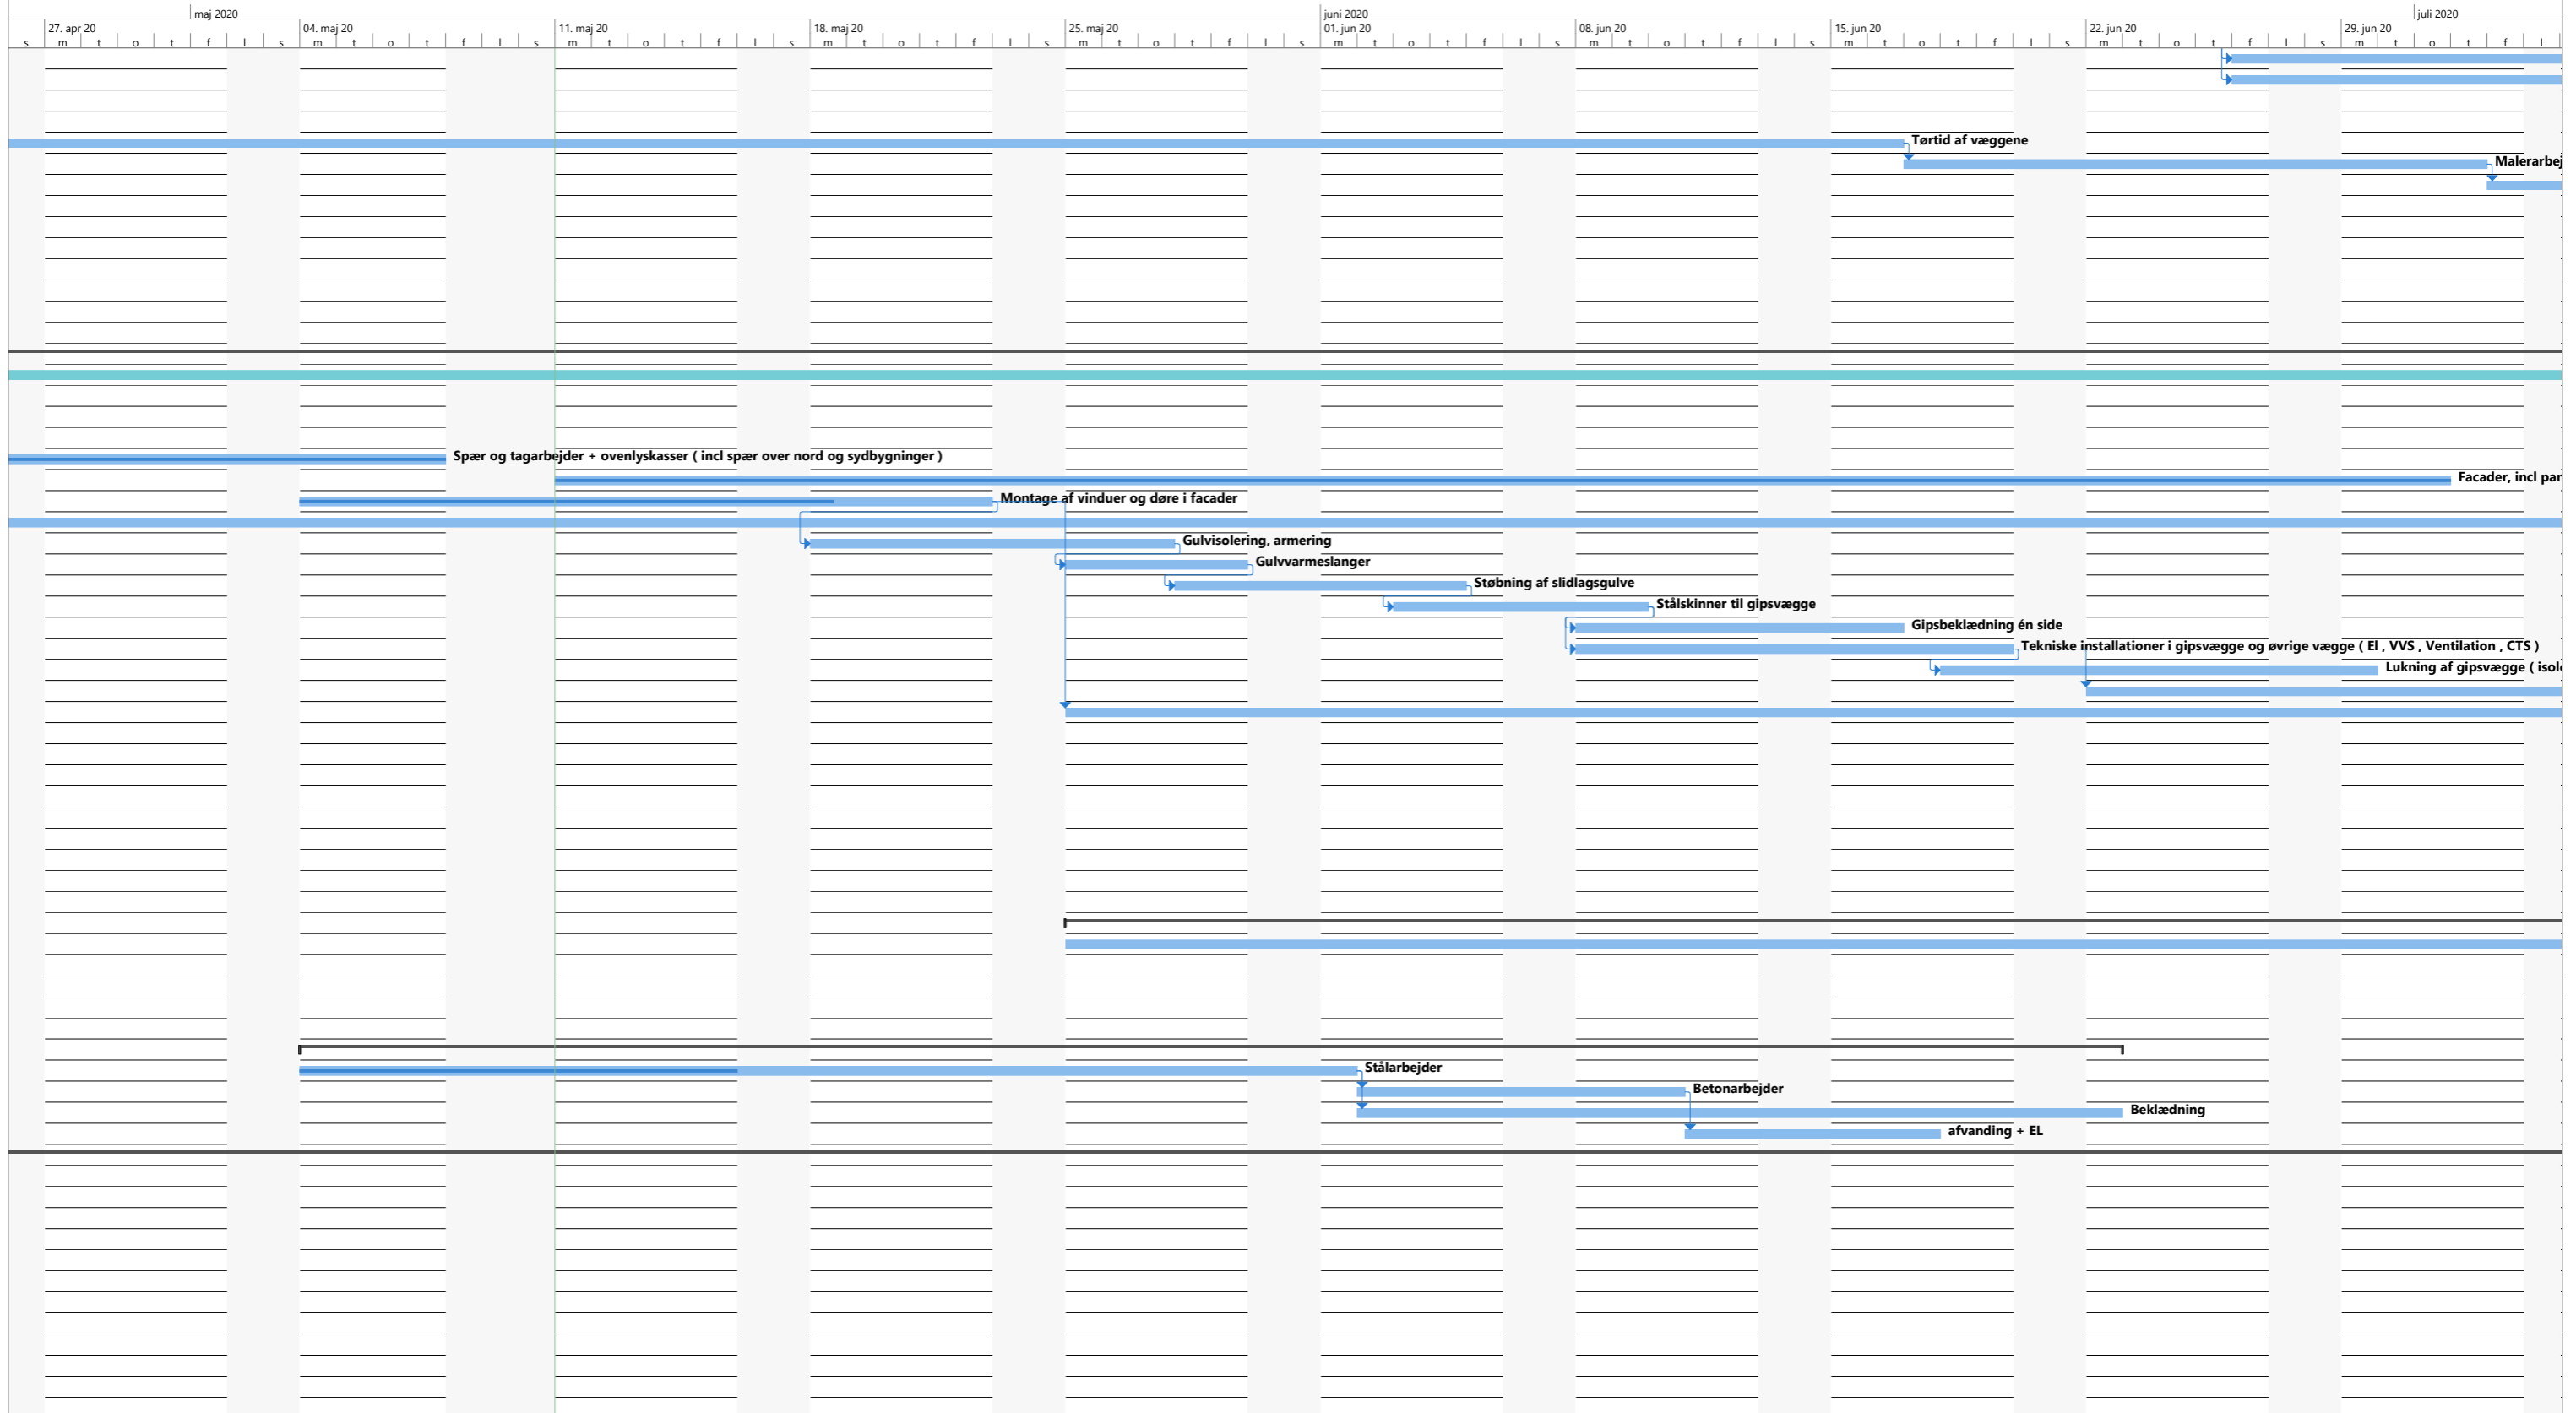 maj 2020 juni 2020 juli 2020
27. apr 20 04. maj 20 11. maj 20 18. maj 20 25. maj 20 01. jun 20 08. jun 20 15. jun 20 22. jun 20 29. jun 20
s m t o t f l s m t o t f l s m t o t f l s m t o t f l s m t o t f l s m t o t f l s m t o t f l s m t o t f l s m t o t f l s m t o t f l
Tørtid af væggene
Malerarbej
Spær og tagarbejder + ovenlyskasser ( incl spær over nord og sydbygninger )
Facader, incl par
Montage af vinduer og døre i facader
Gulvisolering, armering
Gulvvarmeslanger
Støbning af slidlagsgulve
Stålskinner til gipsvægge
Gipsbeklædning én side
Tekniske installationer i gipsvægge og øvrige vægge ( El , VVS , Ventilation , CTS )
Lukning af gipsvægge ( isole
Stålarbejder
Betonarbejder
Beklædning
afvanding + EL